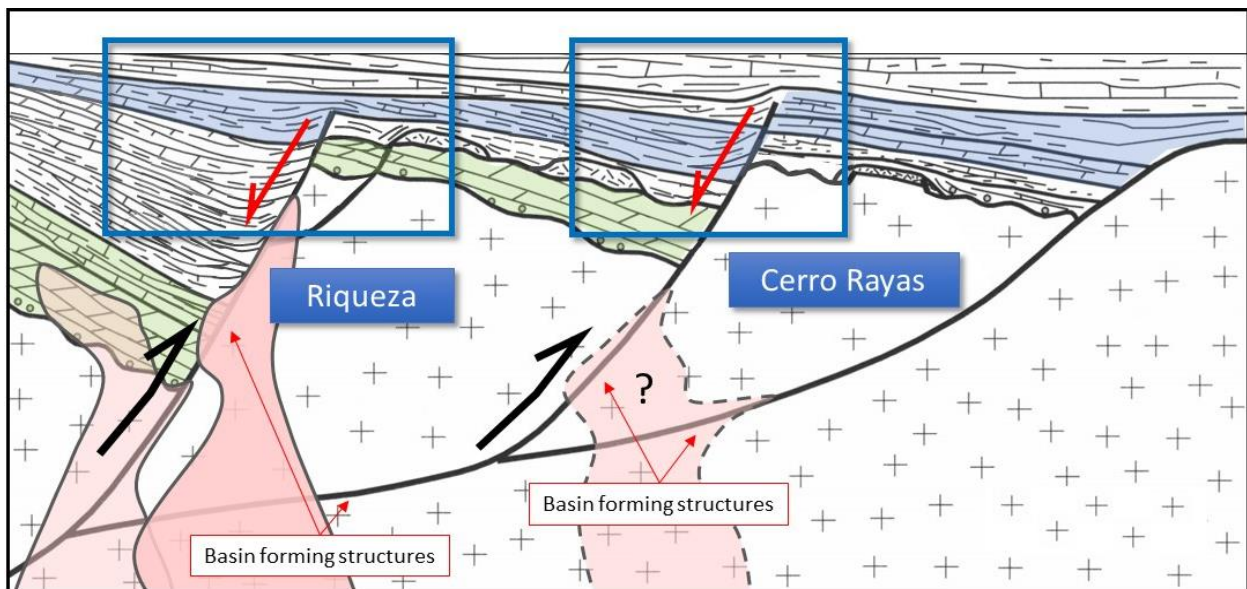 Riqueza
Cerro Rayas
?
Basin forming structures
Basin forming structures